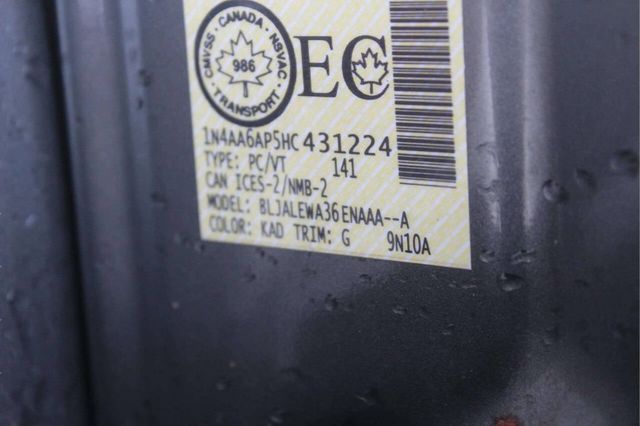 CMVSS · CANADA · NSVAC
986
TRANSPORT
EC
1N4AA6AP5HC431224
TYPE: PC/VT 141
CAN ICES-2/NMB-2
MODEL: BLJALEWA36ENAAA--A
COLOR: KAD TRIM: G 9N10A